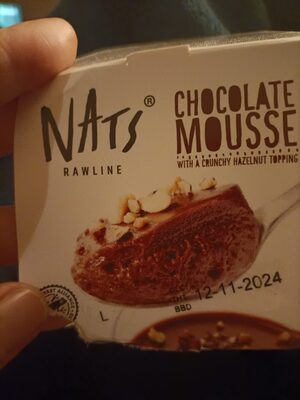 NATS®
RAWLINE
CHOCOLATE
MOUSSE
WITH A CRUNCHY HAZELNUT TOPPING
12-11-2024
L
BBD